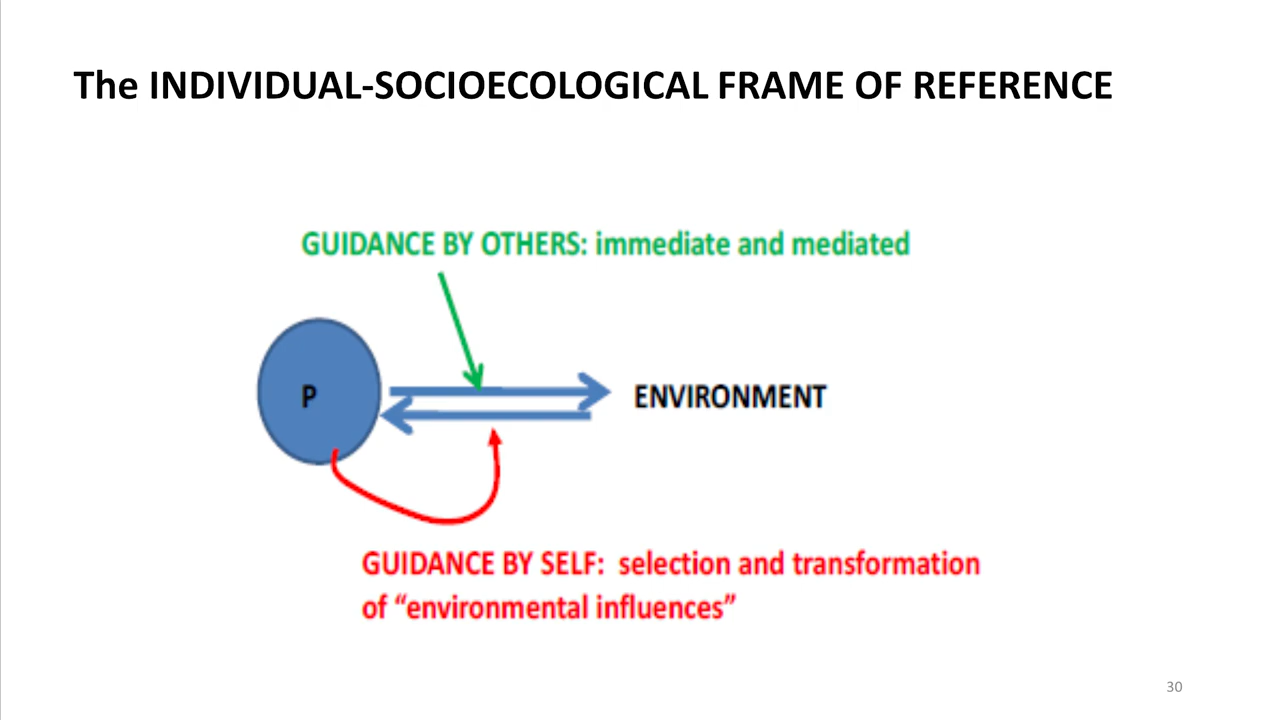 The INDIVIDUAL-SOCIOECOLOGICAL FRAME OF REFERENCE
GUIDANCE BY OTHERS: immediate and mediated
P
ENVIRONMENT
GUIDANCE BY SELF:  selection and transformation
of “environmental influences”
30